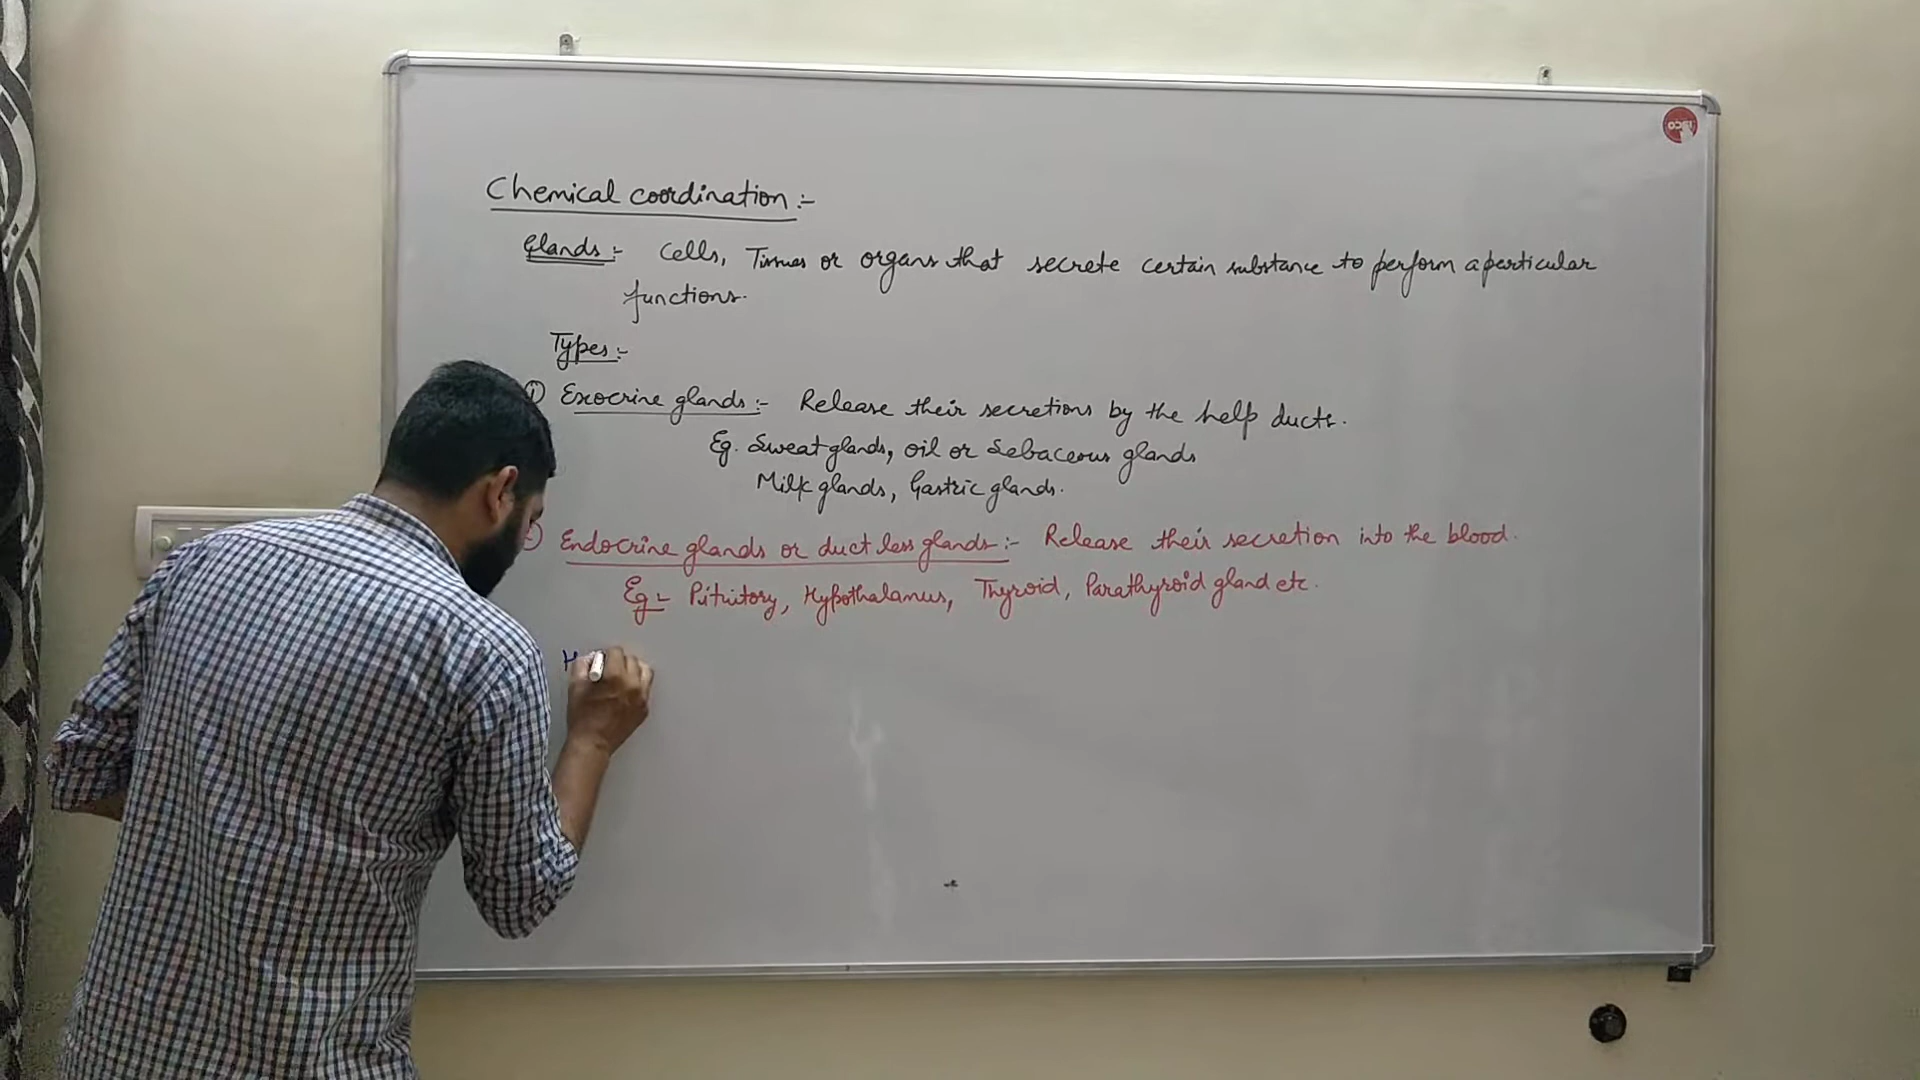 Chemical coordination :-
Glands :- Cells, Tissues or organs that secrete certain substance to perform a perticular
functions.
Types :-
① Exocrine glands :- Release their secretions by the help ducts.
Eg. Sweat glands, oil or Sebaceous glands
Milk glands, Gastric glands.
Endocrine glands or duct less glands :- Release their secretion into the blood.
Eg :- Pitutory, Hypothalamus, Thyroid, Parathyroid gland etc.
H